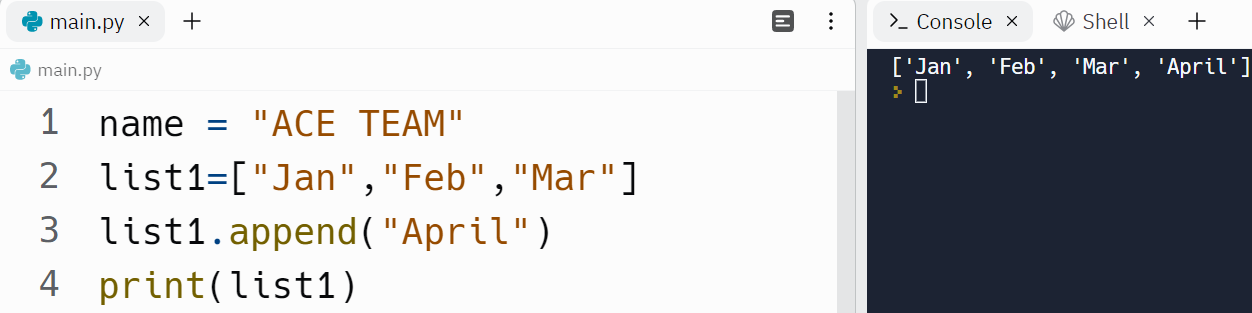 main.py × +
main.py
1 name = "ACE TEAM"
2 list1=["Jan","Feb","Mar"]
3 list1.append("April")
4 print(list1)
>_ Console × Shell × +
['Jan', 'Feb', 'Mar', 'April']
>